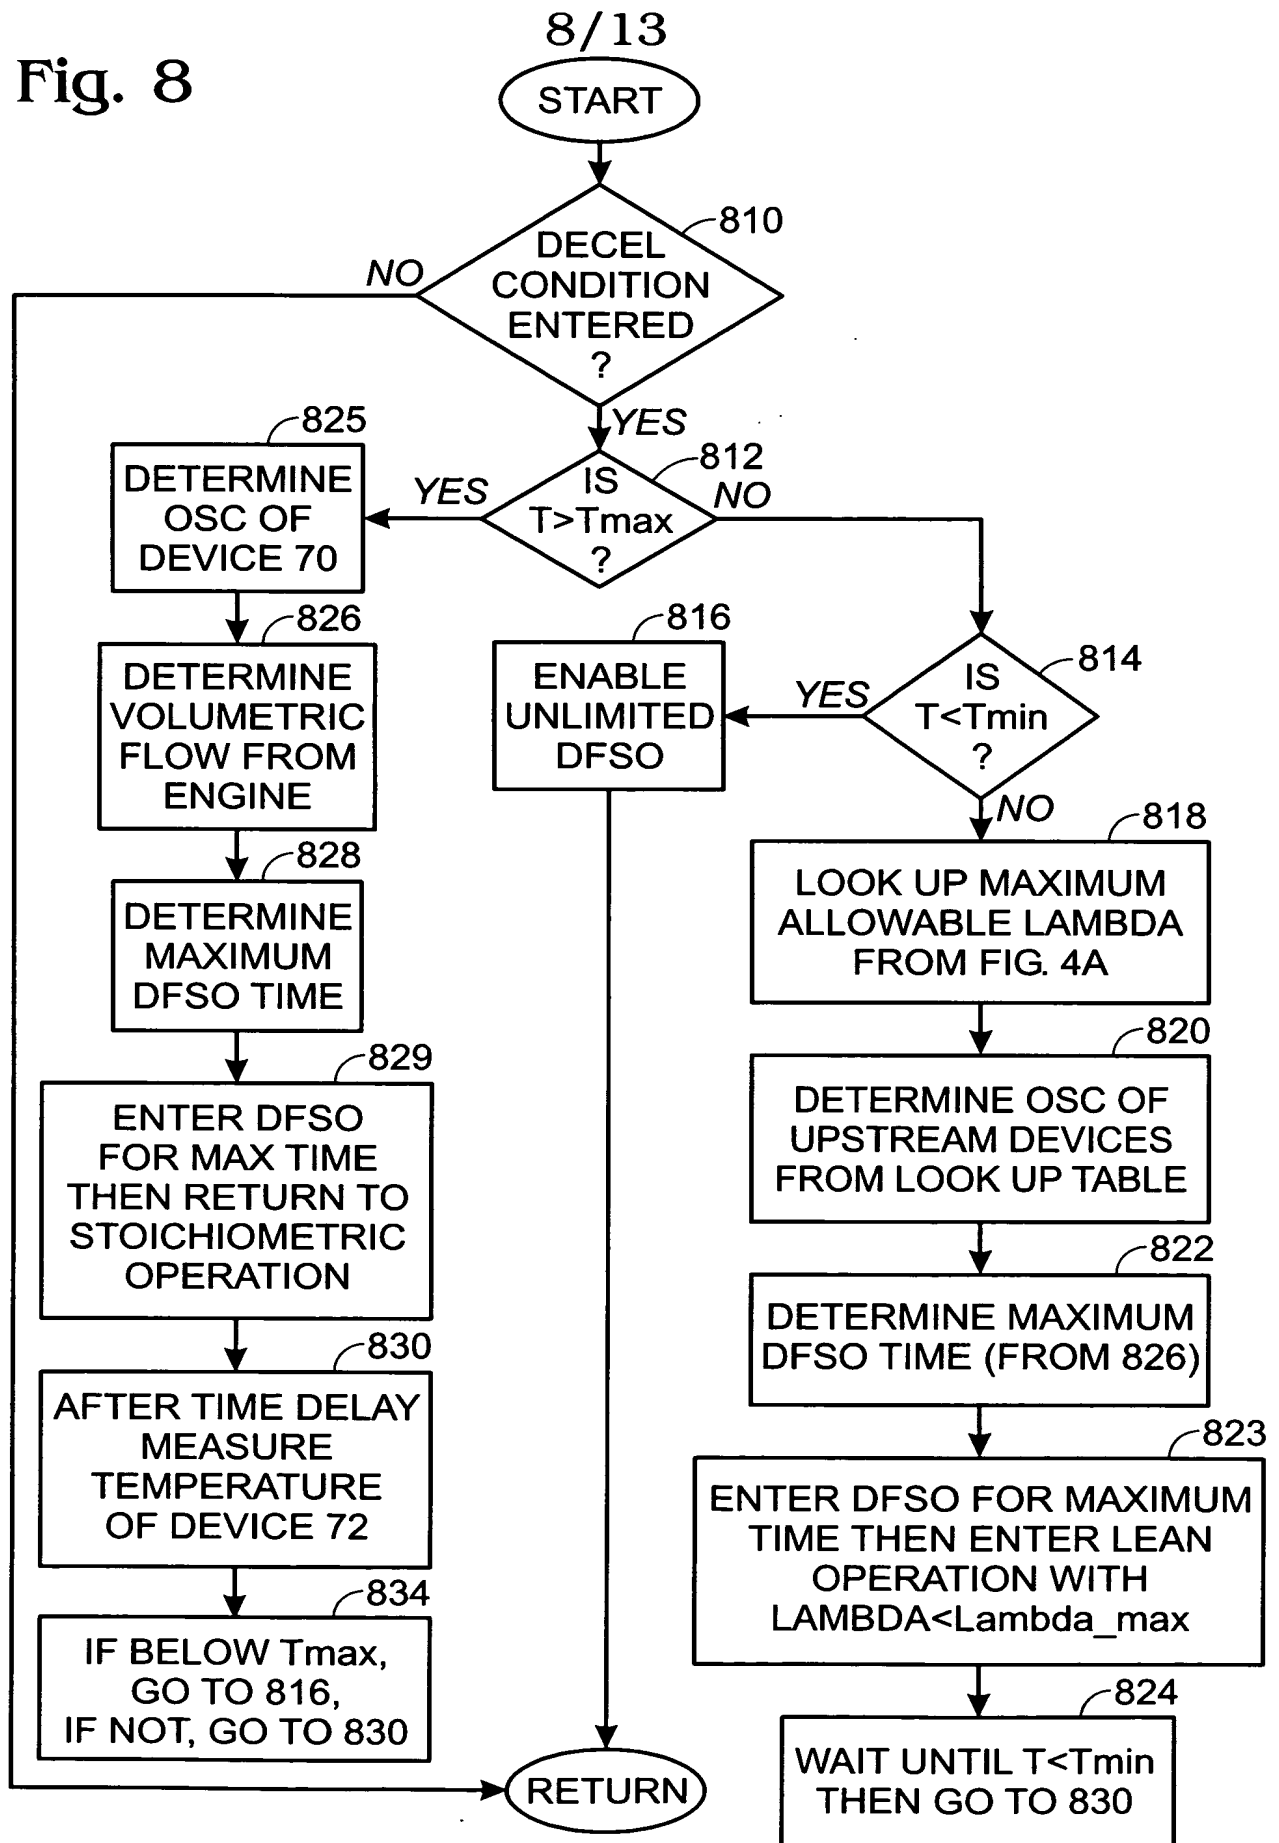 8/13
Fig. 8
START
810
DECEL
CONDITION
ENTERED
?
NO
YES
812
IS
T>Tmax
?
YES
NO
825
DETERMINE
OSC OF
DEVICE 70
826
DETERMINE
VOLUMETRIC
FLOW FROM
ENGINE
828
DETERMINE
MAXIMUM
DFSO TIME
829
ENTER DFSO
FOR MAX TIME
THEN RETURN TO
STOICHIOMETRIC
OPERATION
830
AFTER TIME DELAY
MEASURE
TEMPERATURE
OF DEVICE 72
834
IF BELOW Tmax,
GO TO 816,
IF NOT, GO TO 830
816
ENABLE
UNLIMITED
DFSO
814
IS
T<Tmin
?
YES
NO
818
LOOK UP MAXIMUM
ALLOWABLE LAMBDA
FROM FIG. 4A
820
DETERMINE OSC OF
UPSTREAM DEVICES
FROM LOOK UP TABLE
822
DETERMINE MAXIMUM
DFSO TIME (FROM 826)
823
ENTER DFSO FOR MAXIMUM
TIME THEN ENTER LEAN
OPERATION WITH
LAMBDA<Lambda_max
824
WAIT UNTIL T<Tmin
THEN GO TO 830
RETURN